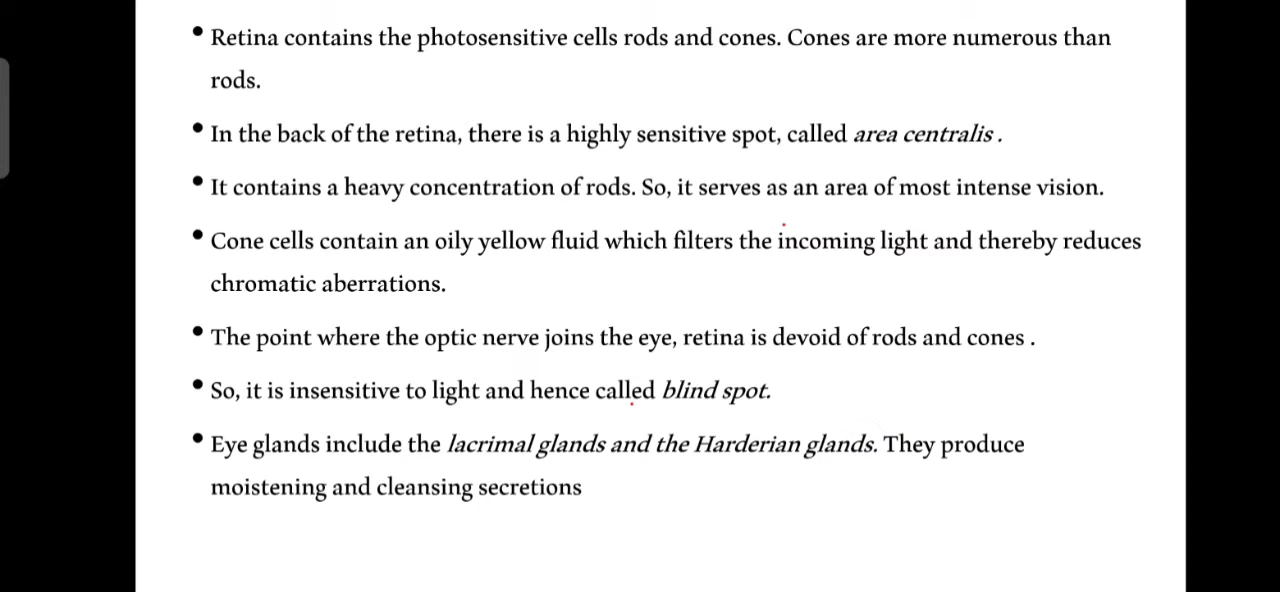 • Retina contains the photosensitive cells rods and cones. Cones are more numerous than
rods.
• In the back of the retina, there is a highly sensitive spot, called area centralis .
• It contains a heavy concentration of rods. So, it serves as an area of most intense vision.
• Cone cells contain an oily yellow fluid which filters the incoming light and thereby reduces
chromatic aberrations.
• The point where the optic nerve joins the eye, retina is devoid of rods and cones .
• So, it is insensitive to light and hence called blind spot.
• Eye glands include the lacrimal glands and the Harderian glands. They produce
moistening and cleansing secretions